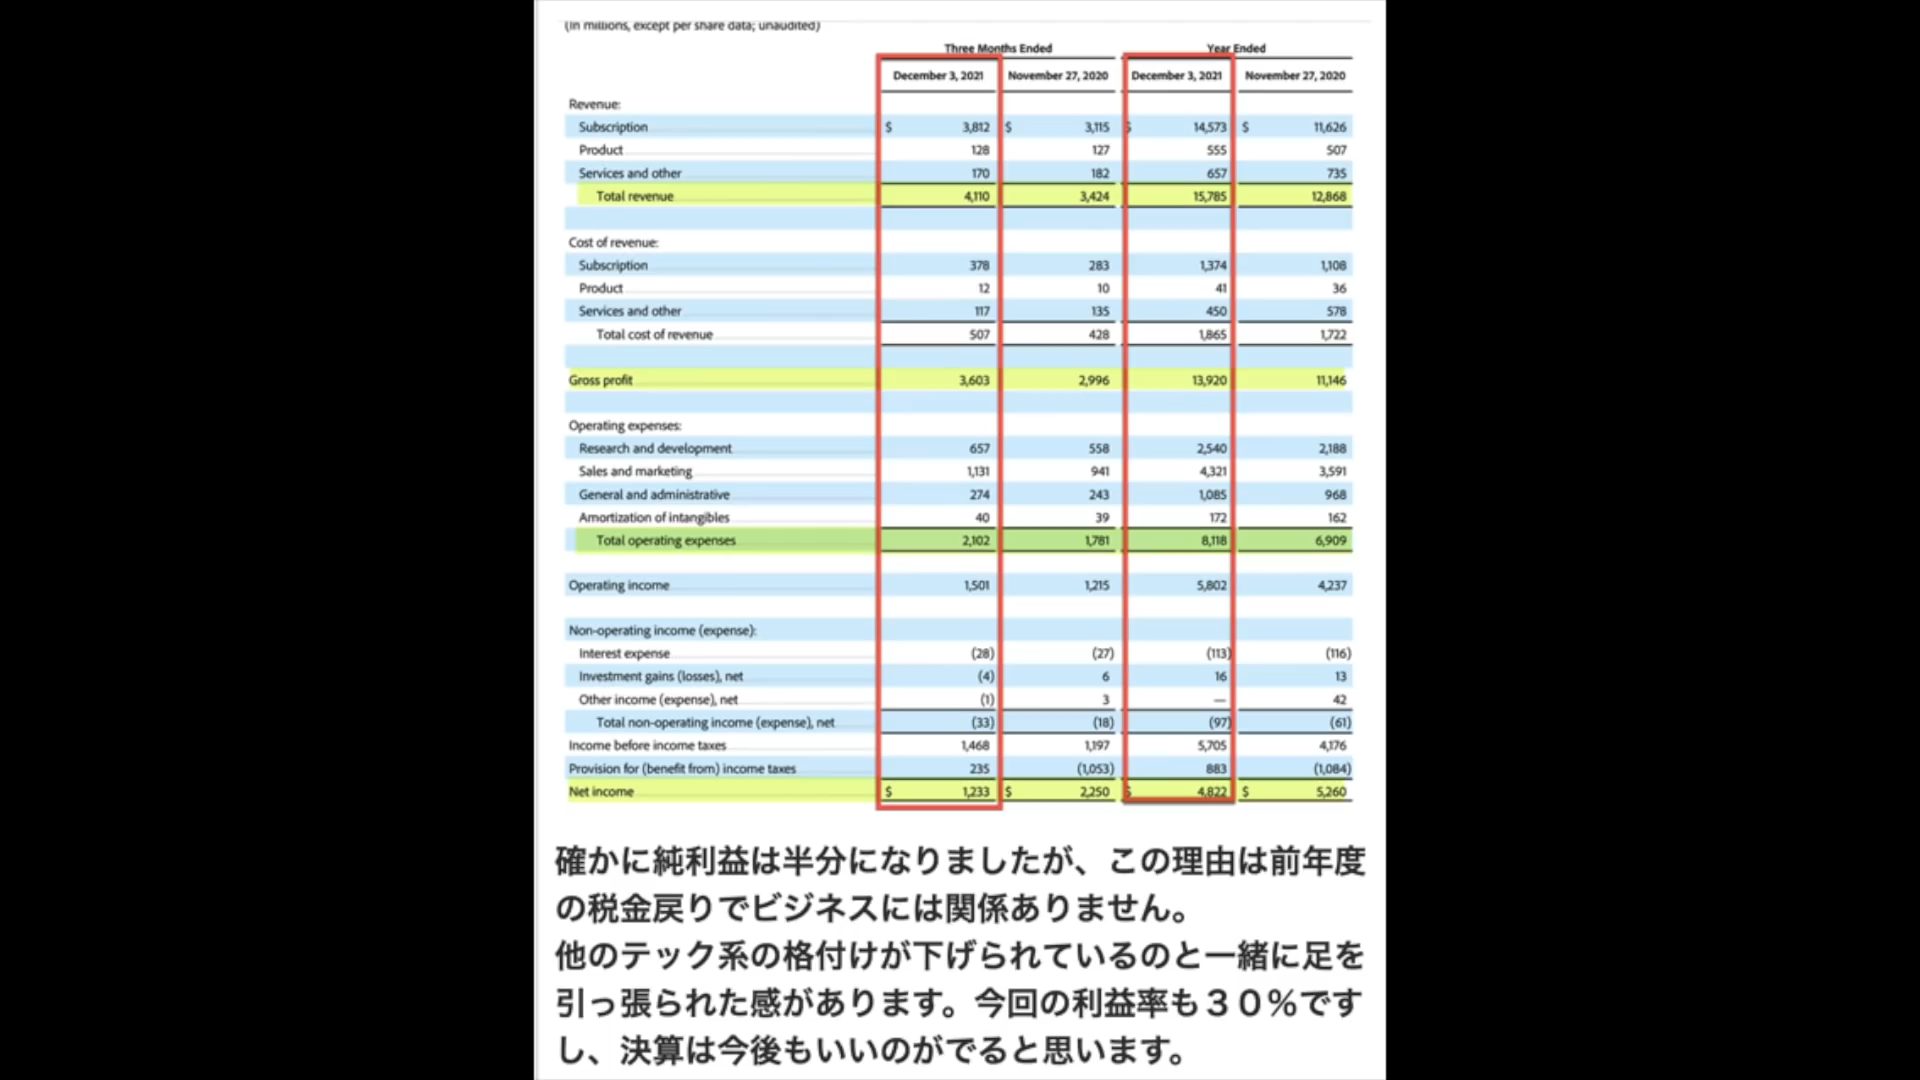 (In millions, except per share data; unaudited)
Three Months Ended Year Ended
December 3, 2021 November 27, 2020 December 3, 2021 November 27, 2020
Revenue:
Subscription $ 3,812 $ 3,115 $ 14,573 $ 11,626
Product 128 127 555 507
Services and other 170 182 657 735
Total revenue 4,110 3,424 15,785 12,868
Cost of revenue:
Subscription 378 283 1,374 1,108
Product 12 10 41 36
Services and other 117 135 450 578
Total cost of revenue 507 428 1,865 1,722
Gross profit 3,603 2,996 13,920 11,146
Operating expenses:
Research and development 657 558 2,540 2,188
Sales and marketing 1,131 941 4,321 3,591
General and administrative 274 243 1,085 968
Amortization of intangibles 40 39 172 162
Total operating expenses 2,102 1,781 8,118 6,909
Operating income 1,501 1,215 5,802 4,237
Non-operating income (expense):
Interest expense (28) (27) (113) (116)
Investment gains (losses), net (4) 6 16 13
Other income (expense), net (1) 3 — 42
Total non-operating income (expense), net (33) (18) (97) (61)
Income before income taxes 1,468 1,197 5,705 4,176
Provision for (benefit from) income taxes 235 (1,053) 883 (1,084)
Net income $ 1,233 $ 2,250 $ 4,822 $ 5,260
確かに純利益は半分になりましたが、この理由は前年度
の税金戻りでビジネスには関係ありません。
他のテック系の格付けが下げられているのと一緒に足を
引っ張られた感があります。今回の利益率も３０％です
し、決算は今後もいいのがでると思います。